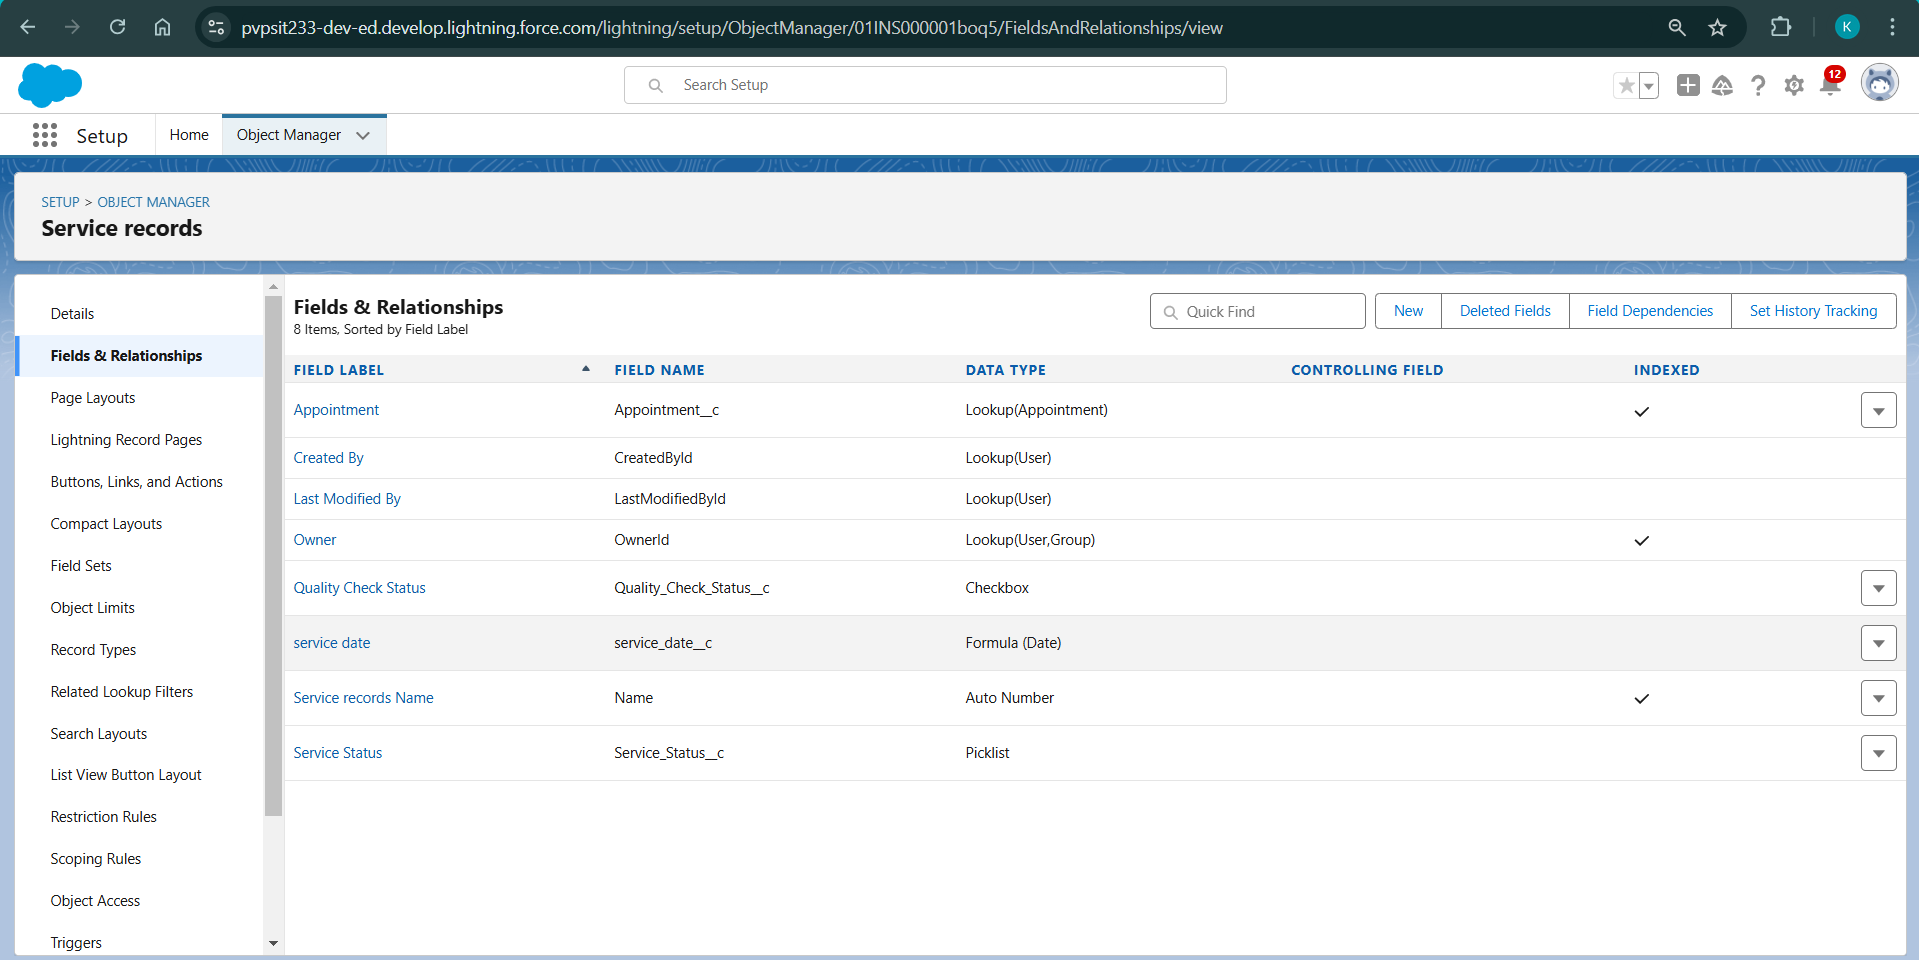 pvpsit233-dev-ed.develop.lightning.force.com/lightning/setup/ObjectManager/01INS000001boq5/FieldsAndRelationships/view
K
Search Setup
12
Setup
Home
Object Manager
SETUP > OBJECT MANAGER
Service records
Details
Fields & Relationships
Page Layouts
Lightning Record Pages
Buttons, Links, and Actions
Compact Layouts
Field Sets
Object Limits
Record Types
Related Lookup Filters
Search Layouts
List View Button Layout
Restriction Rules
Scoping Rules
Object Access
Triggers
Fields & Relationships
8 Items, Sorted by Field Label
Quick Find
New
Deleted Fields
Field Dependencies
Set History Tracking
FIELD LABEL FIELD NAME DATA TYPE CONTROLLING FIELD INDEXED
Appointment Appointment__c Lookup(Appointment)
Created By CreatedById Lookup(User)
Last Modified By LastModifiedById Lookup(User)
Owner OwnerId Lookup(User,Group)
Quality Check Status Quality_Check_Status__c Checkbox
service date service_date__c Formula (Date)
Service records Name Name Auto Number
Service Status Service_Status__c Picklist